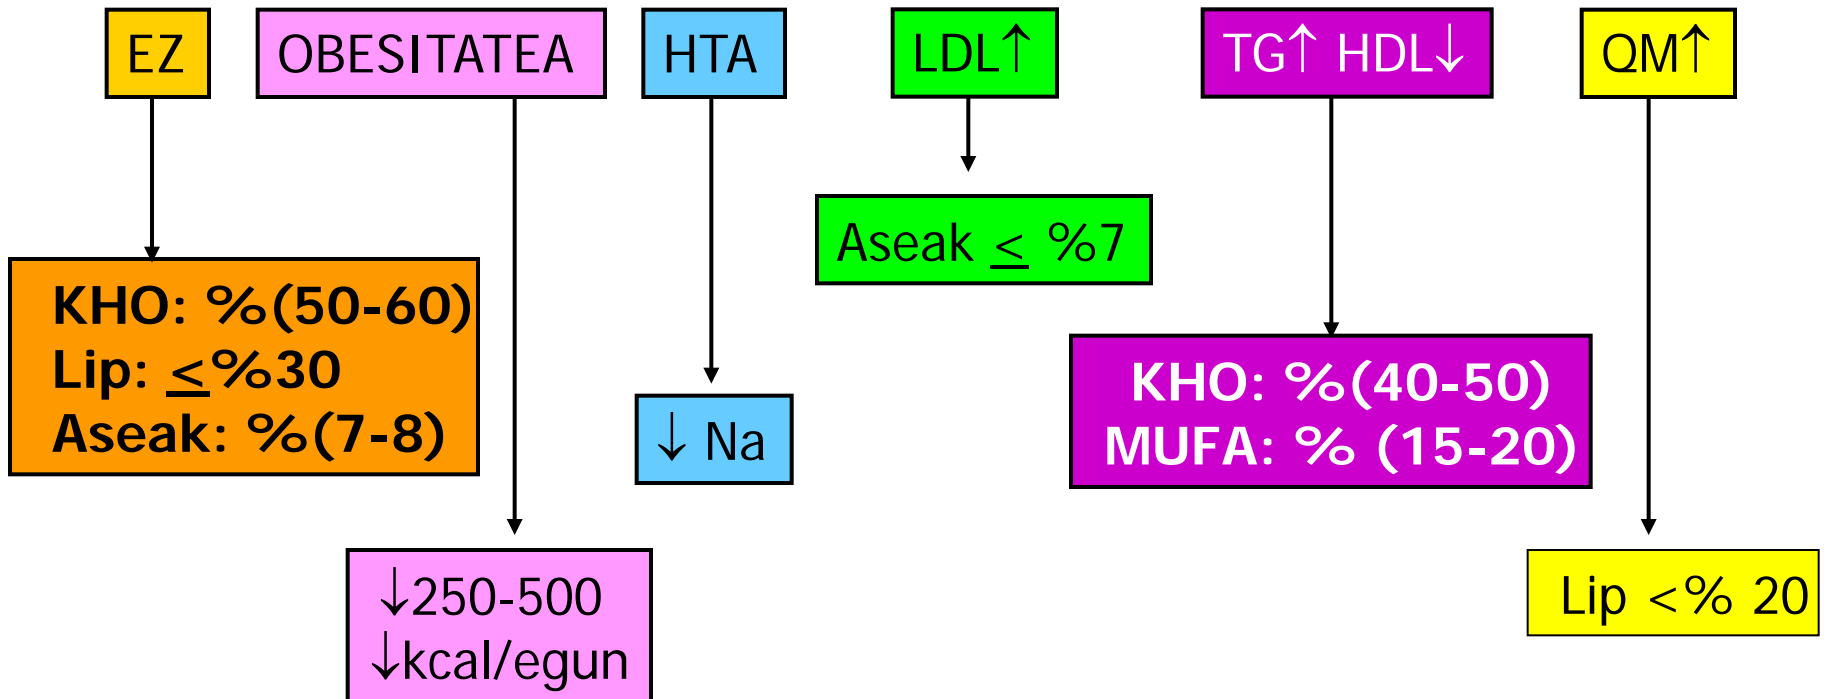 EZ
OBESITATEA
HTA
LDL↑
TG↑ HDL↓
QM↑
Aseak ≤ %7
KHO: %(50-60)
Lip: ≤%30
Aseak: %(7-8)
KHO: %(40-50)
MUFA: % (15-20)
↓ Na
↓250-500
↓kcal/egun
Lip <% 20